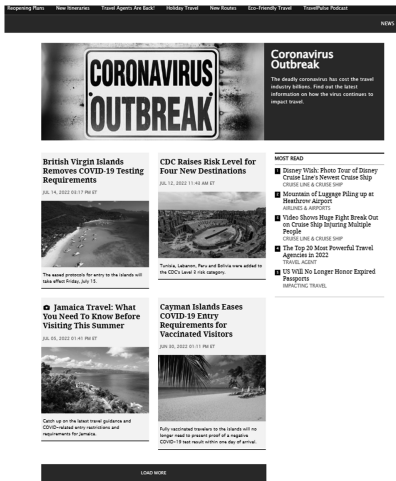 Reopening Plans New Itineraries Travel Agents Are Back! Holiday Travel New Routes Eco-Friendly Travel TravelPulse Podcast
NEWS
CORONAVIRUS
OUTBREAK
Coronavirus
Outbreak
The deadly coronavirus has cost the travel
industry billions. Find out the latest
information on how the virus continues to
impact travel.
British Virgin Islands
Removes COVID-19 Testing
Requirements
JUL 14, 2022 03:17 PM ET
The eased protocols for entry to the islands will
take effect Friday, July 15.
CDC Raises Risk Level for
Four New Destinations
JUL 12, 2022 11:40 AM ET
Tunisia, Lebanon, Peru and Bolivia were added to
the CDC's Level 3 risk category.
Jamaica Travel: What
You Need To Know Before
Visiting This Summer
JUL 05, 2022 01:41 PM ET
Catch up on the latest travel guidance and
COVID-related entry restrictions and
requirements for Jamaica.
Cayman Islands Eases
COVID-19 Entry
Requirements for
Vaccinated Visitors
JUN 30, 2022 01:11 PM ET
Fully vaccinated travelers to the islands will no
longer need to present proof of a negative
COVID-19 test result within one day of arrival.
LOAD MORE
MOST READ
1 Disney Wish: Photo Tour of Disney
Cruise Line's Newest Cruise Ship
CRUISE LINE & CRUISE SHIP
2 Mountain of Luggage Piling up at
Heathrow Airport
AIRLINES & AIRPORTS
3 Video Shows Huge Fight Break Out
on Cruise Ship Injuring Multiple
People
CRUISE LINE & CRUISE SHIP
4 The Top 20 Most Powerful Travel
Agencies in 2022
TRAVEL AGENT
5 US Will No Longer Honor Expired
Passports
IMPACTING TRAVEL